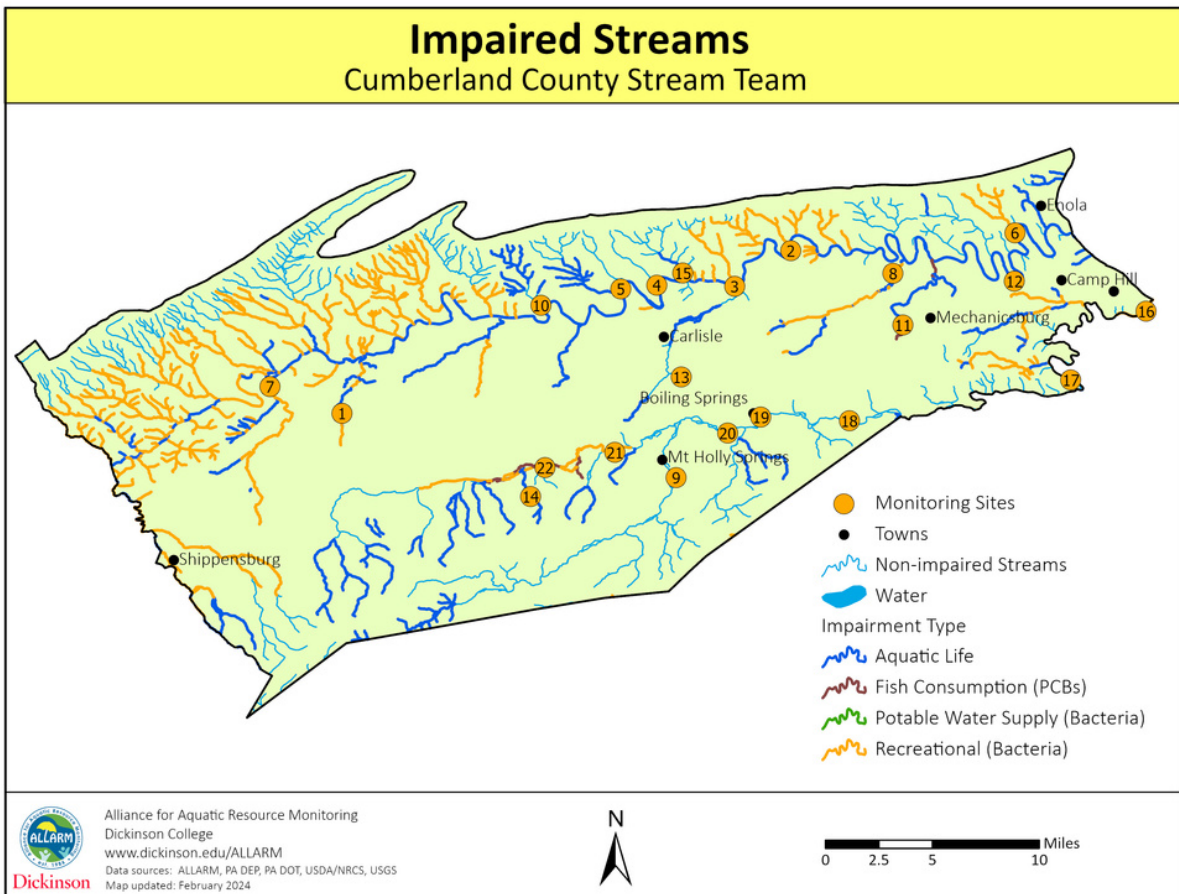 Impaired Streams
Cumberland County Stream Team
Enola
6
2
15
8
12
Camp Hill
5
4
3
10
16
11
Mechanicsburg
Carlisle
7
13
17
1
Boiling Springs
19
18
20
21
Mt Holly Springs
22
9
14
Shippensburg
Monitoring Sites
Towns
Non-impaired Streams
Water
Impairment Type
Aquatic Life
Fish Consumption (PCBs)
Potable Water Supply (Bacteria)
Recreational (Bacteria)
ALLARM
Dickinson
Alliance for Aquatic Resource Monitoring
Dickinson College
www.dickinson.edu/ALLARM
Data sources: ALLARM, PA DEP, PA DOT, USDA/NRCS, USGS
Map updated: February 2024
N
Miles
0 2.5 5 10